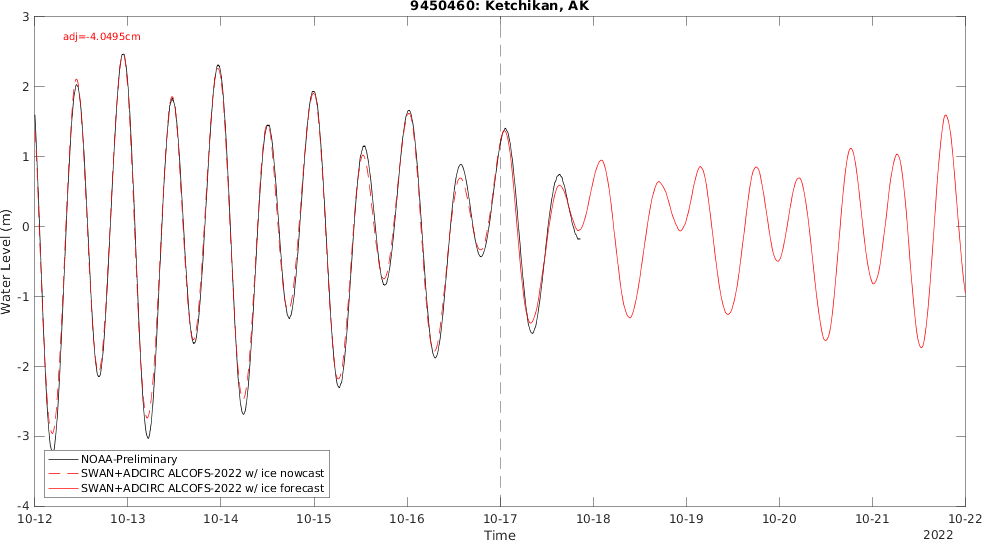 9450460: Ketchikan, AK
adj=-4.0495cm
3
2
1
0
-1
-2
-3
-4
Water Level (m)
NOAA-Preliminary
SWAN+ADCIRC ALCOFS-2022 w/ ice nowcast
SWAN+ADCIRC ALCOFS-2022 w/ ice forecast
10-12 10-13 10-14 10-15 10-16 10-17 10-18 10-19 10-20 10-21 10-22
Time
2022